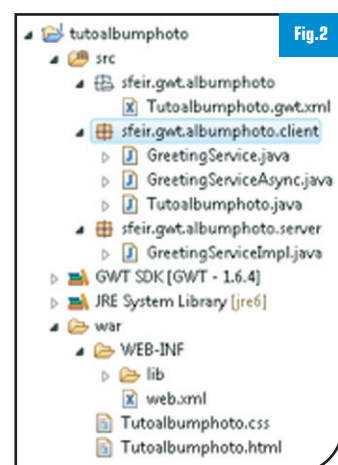 Fig.2
tutoalbumphoto
src
sfeir.gwt.albumphoto
Tutoalbumphoto.gwt.xml
sfeir.gwt.albumphoto.client
GreetingService.java
GreetingServiceAsync.java
Tutoalbumphoto.java
sfeir.gwt.albumphoto.server
GreetingServiceImpl.java
GWT SDK [GWT - 1.6.4]
JRE System Library [jre6]
war
WEB-INF
lib
web.xml
Tutoalbumphoto.css
Tutoalbumphoto.html